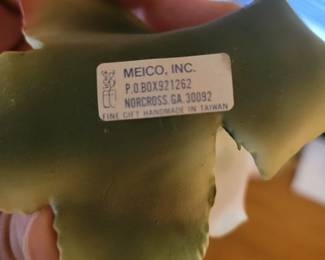 MEICO, INC.
P.O.BOX921262
NORCROSS, GA, 30092
FINE GIFT HANDMADE IN TAIWAN